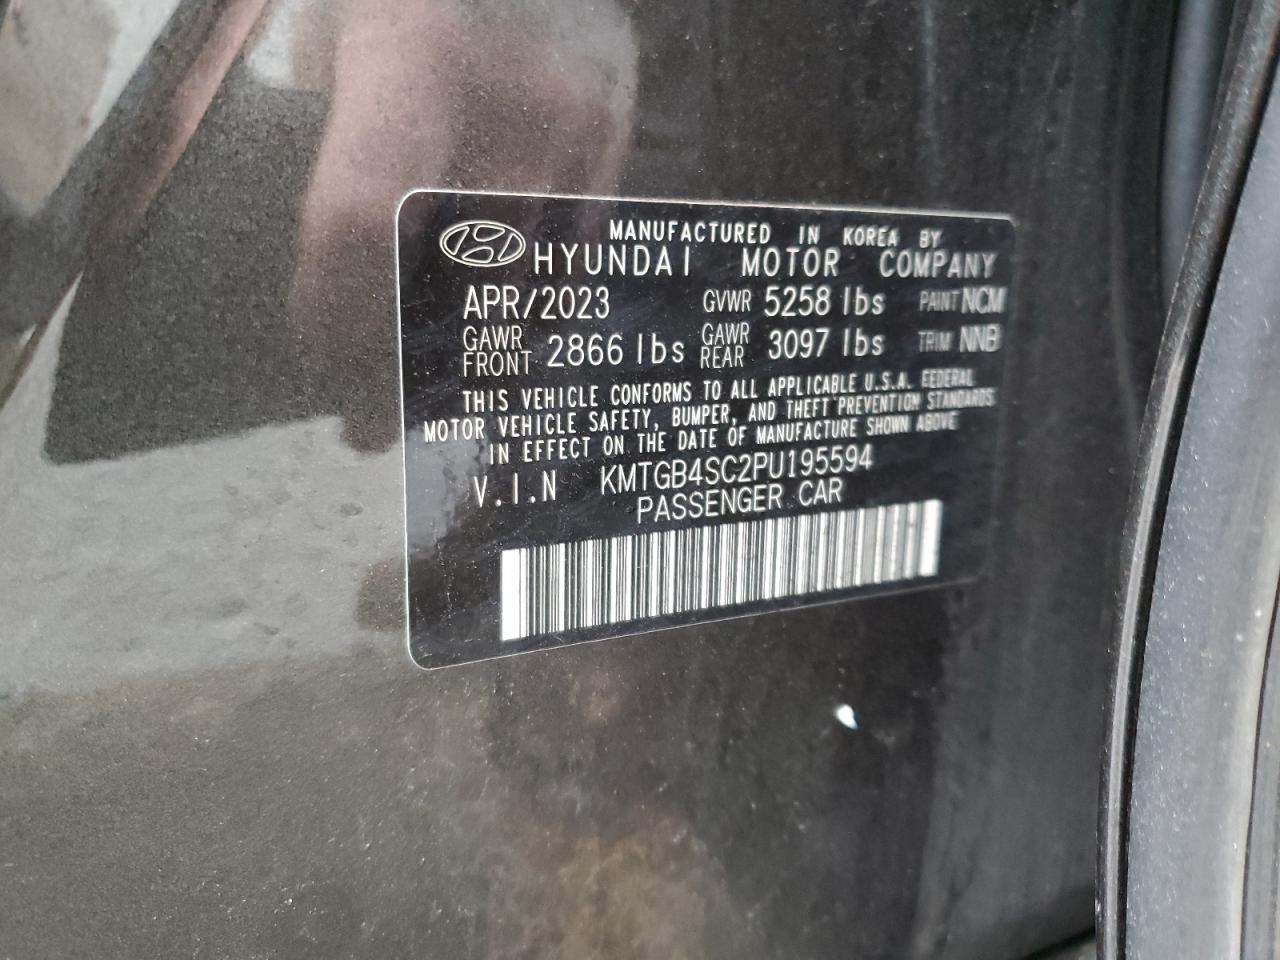 MANUFACTURED IN KOREA BY
HYUNDAI MOTOR COMPANY
APR/2023 GVWR 5258 lbs PAINT NCM
GAWR FRONT 2866 lbs GAWR REAR 3097 lbs TRIM NNB
THIS VEHICLE CONFORMS TO ALL APPLICABLE U.S.A. FEDERAL
MOTOR VEHICLE SAFETY, BUMPER, AND THEFT PREVENTION STANDARDS
IN EFFECT ON THE DATE OF MANUFACTURE SHOWN ABOVE
V.I.N KMTGB4SC2PU195594
PASSENGER CAR